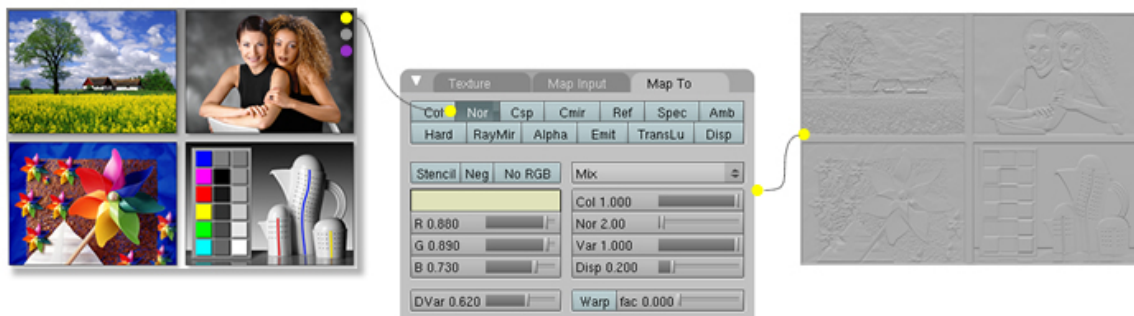 Texture Map Input Map To
Col Nor Csp Cmir Ref Spec Amb
Hard RayMir Alpha Emit TransLu Disp
Stencil Neg No RGB Mix
Col 1.000
R 0.880 Nor 2.00
G 0.890 Var 1.000
B 0.730 Disp 0.200
DVar 0.620 Warp fac 0.000